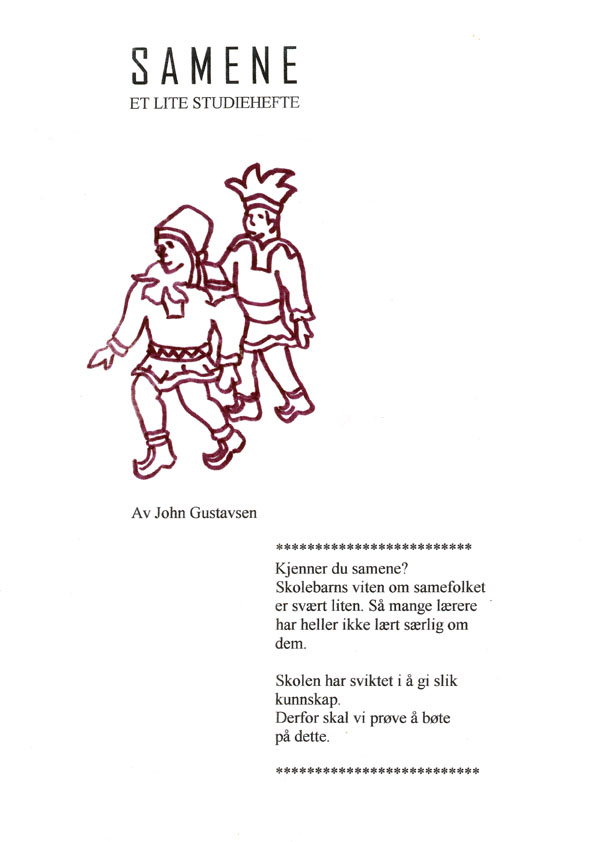 SAMENE
ET LITE STUDIEHEFTE
Av John Gustavsen
*************************
Kjenner du samene?
Skolebarns viten om samefolket
er svært liten. Så mange lærere
har heller ikke lært særlig om
dem.
Skolen har sviktet i å gi slik
kunnskap.
Derfor skal vi prøve å bøte
på dette.
**************************